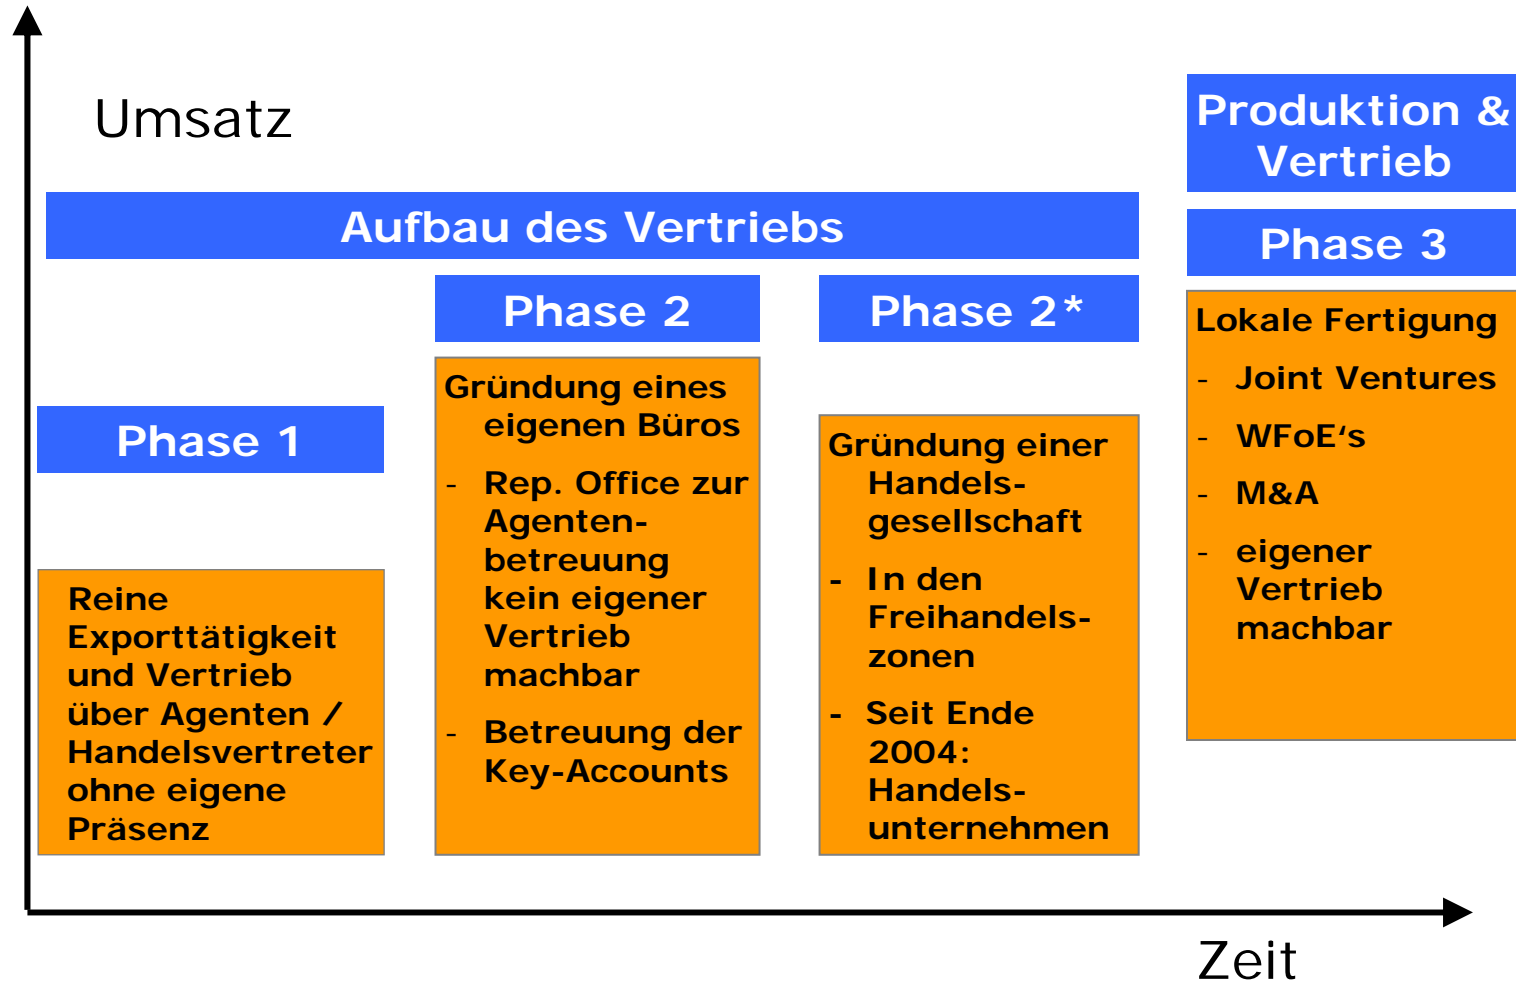 Umsatz
Produktion &
Vertrieb
Aufbau des Vertriebs
Phase 1
Reine
Exporttätigkeit
und Vertrieb
über Agenten /
Handelsvertreter
ohne eigene
Präsenz
Phase 2
Gründung eines
eigenen Büros
- Rep. Office zur
Agenten-
betreuung
kein eigener
Vertrieb
machbar
- Betreuung der
Key-Accounts
Phase 2*
Gründung einer
Handels-
gesellschaft
- In den
Freihandels-
zonen
- Seit Ende
2004:
Handels-
unternehmen
Phase 3
Lokale Fertigung
- Joint Ventures
- WFoE‘s
- M&A
- eigener
Vertrieb
machbar
Zeit